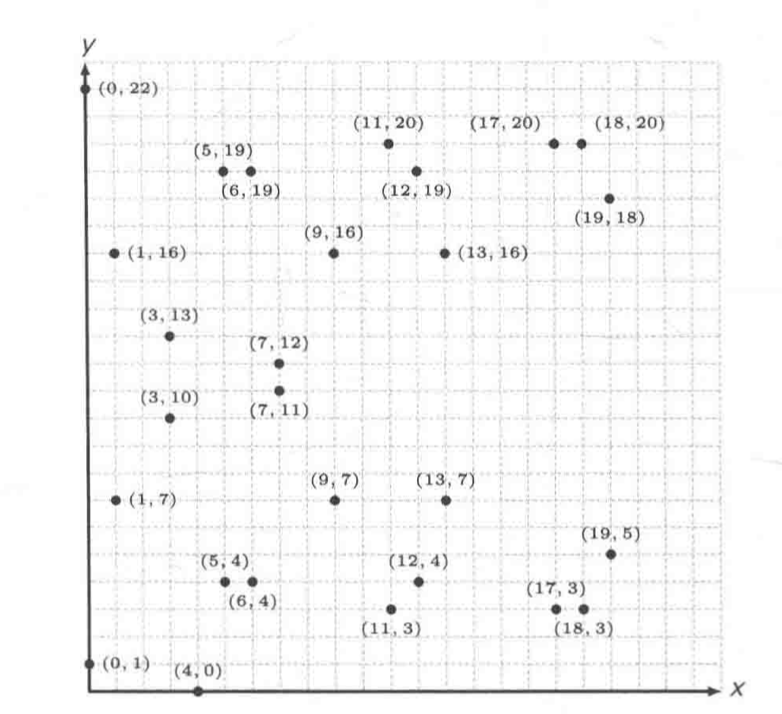 y
(0, 22)
(11, 20) (17, 20) (18, 20)
(5, 19)
(6, 19) (12, 19)
(19, 18)
(9, 16)
(1, 16) (13, 16)
(3, 13)
(7, 12)
(3, 10)
(7, 11)
(9, 7) (13, 7)
(1, 7)
(19, 5)
(5, 4) (12, 4)
(17, 3)
(6, 4)
(11, 3) (18, 3)
(0, 1)
(4, 0)
x